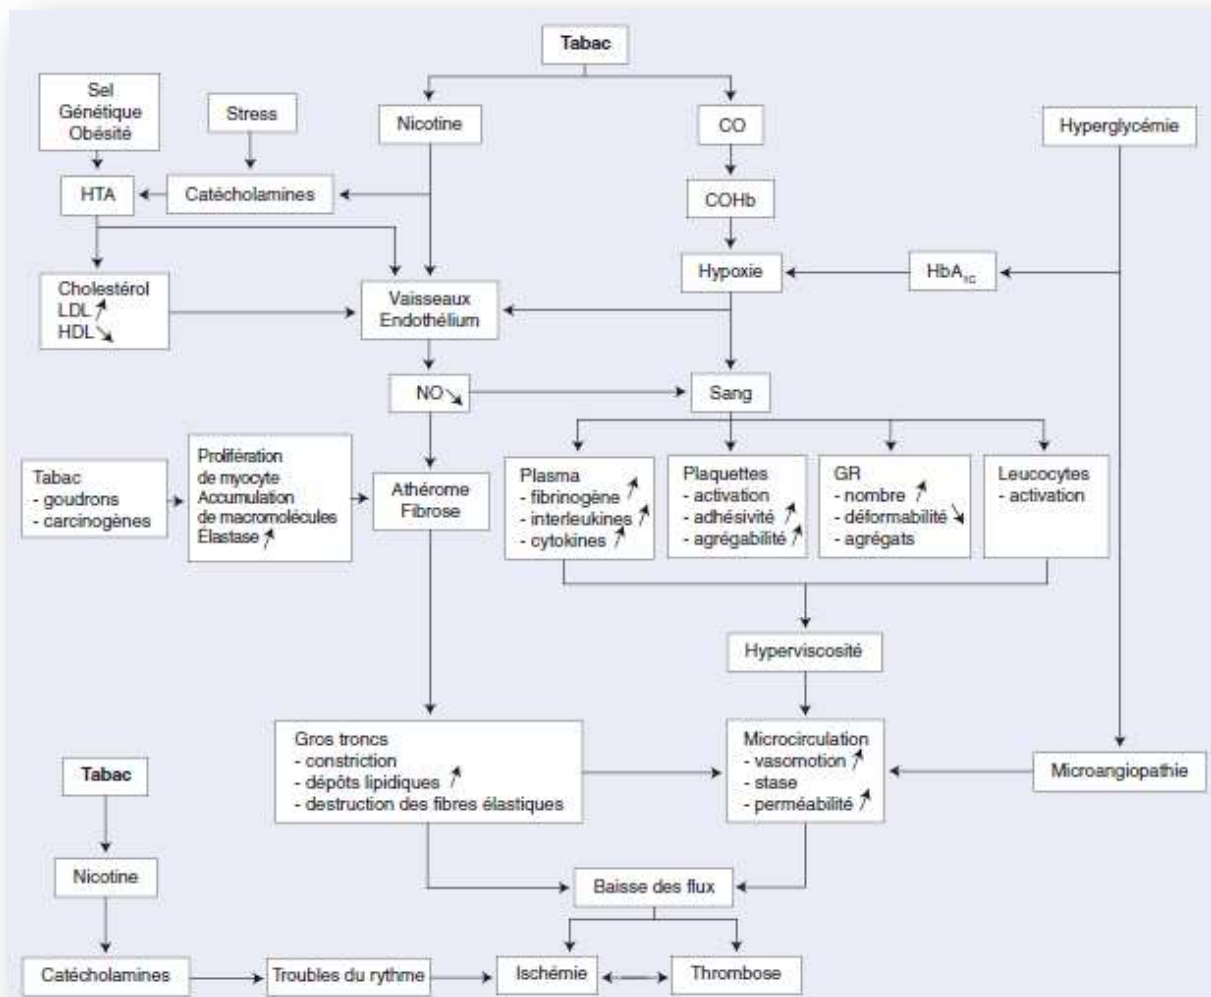 Tabac
Sel
Génétique
Obésité
Stress
Nicotine
CO
Hyperglycémie
HTA
Catécholamines
COHb
Hypoxie
Cholestérol
LDL ↗
HDL ↘
Vaisseaux
Endothélium
NO ↘
Sang
Tabac
- goudrons
- carcinogènes
Prolifération
de myocyte
Accumulation
de macromolécules
Élastase ↗
Athérome
Fibrose
Plasma
- fibrinogène ↗
- interleukines ↗
- cytokines ↗
Plaquettes
- activation
- adhésivité ↗
- agrégabilité ↗
GR
- nombre ↗
- déformabilité ↘
- agrégats
Leucocytes
- activation
Hyperviscosité
Gros troncs
- constriction
- dépôts lipidiques ↗
- destruction des fibres élastiques
Microcirculation
- vasomotion ↗
- stase
- perméabilité ↗
Microangiopathie
Tabac
Nicotine
Baisse des flux
Catécholamines
Troubles du rythme
Ischémie
Thrombose